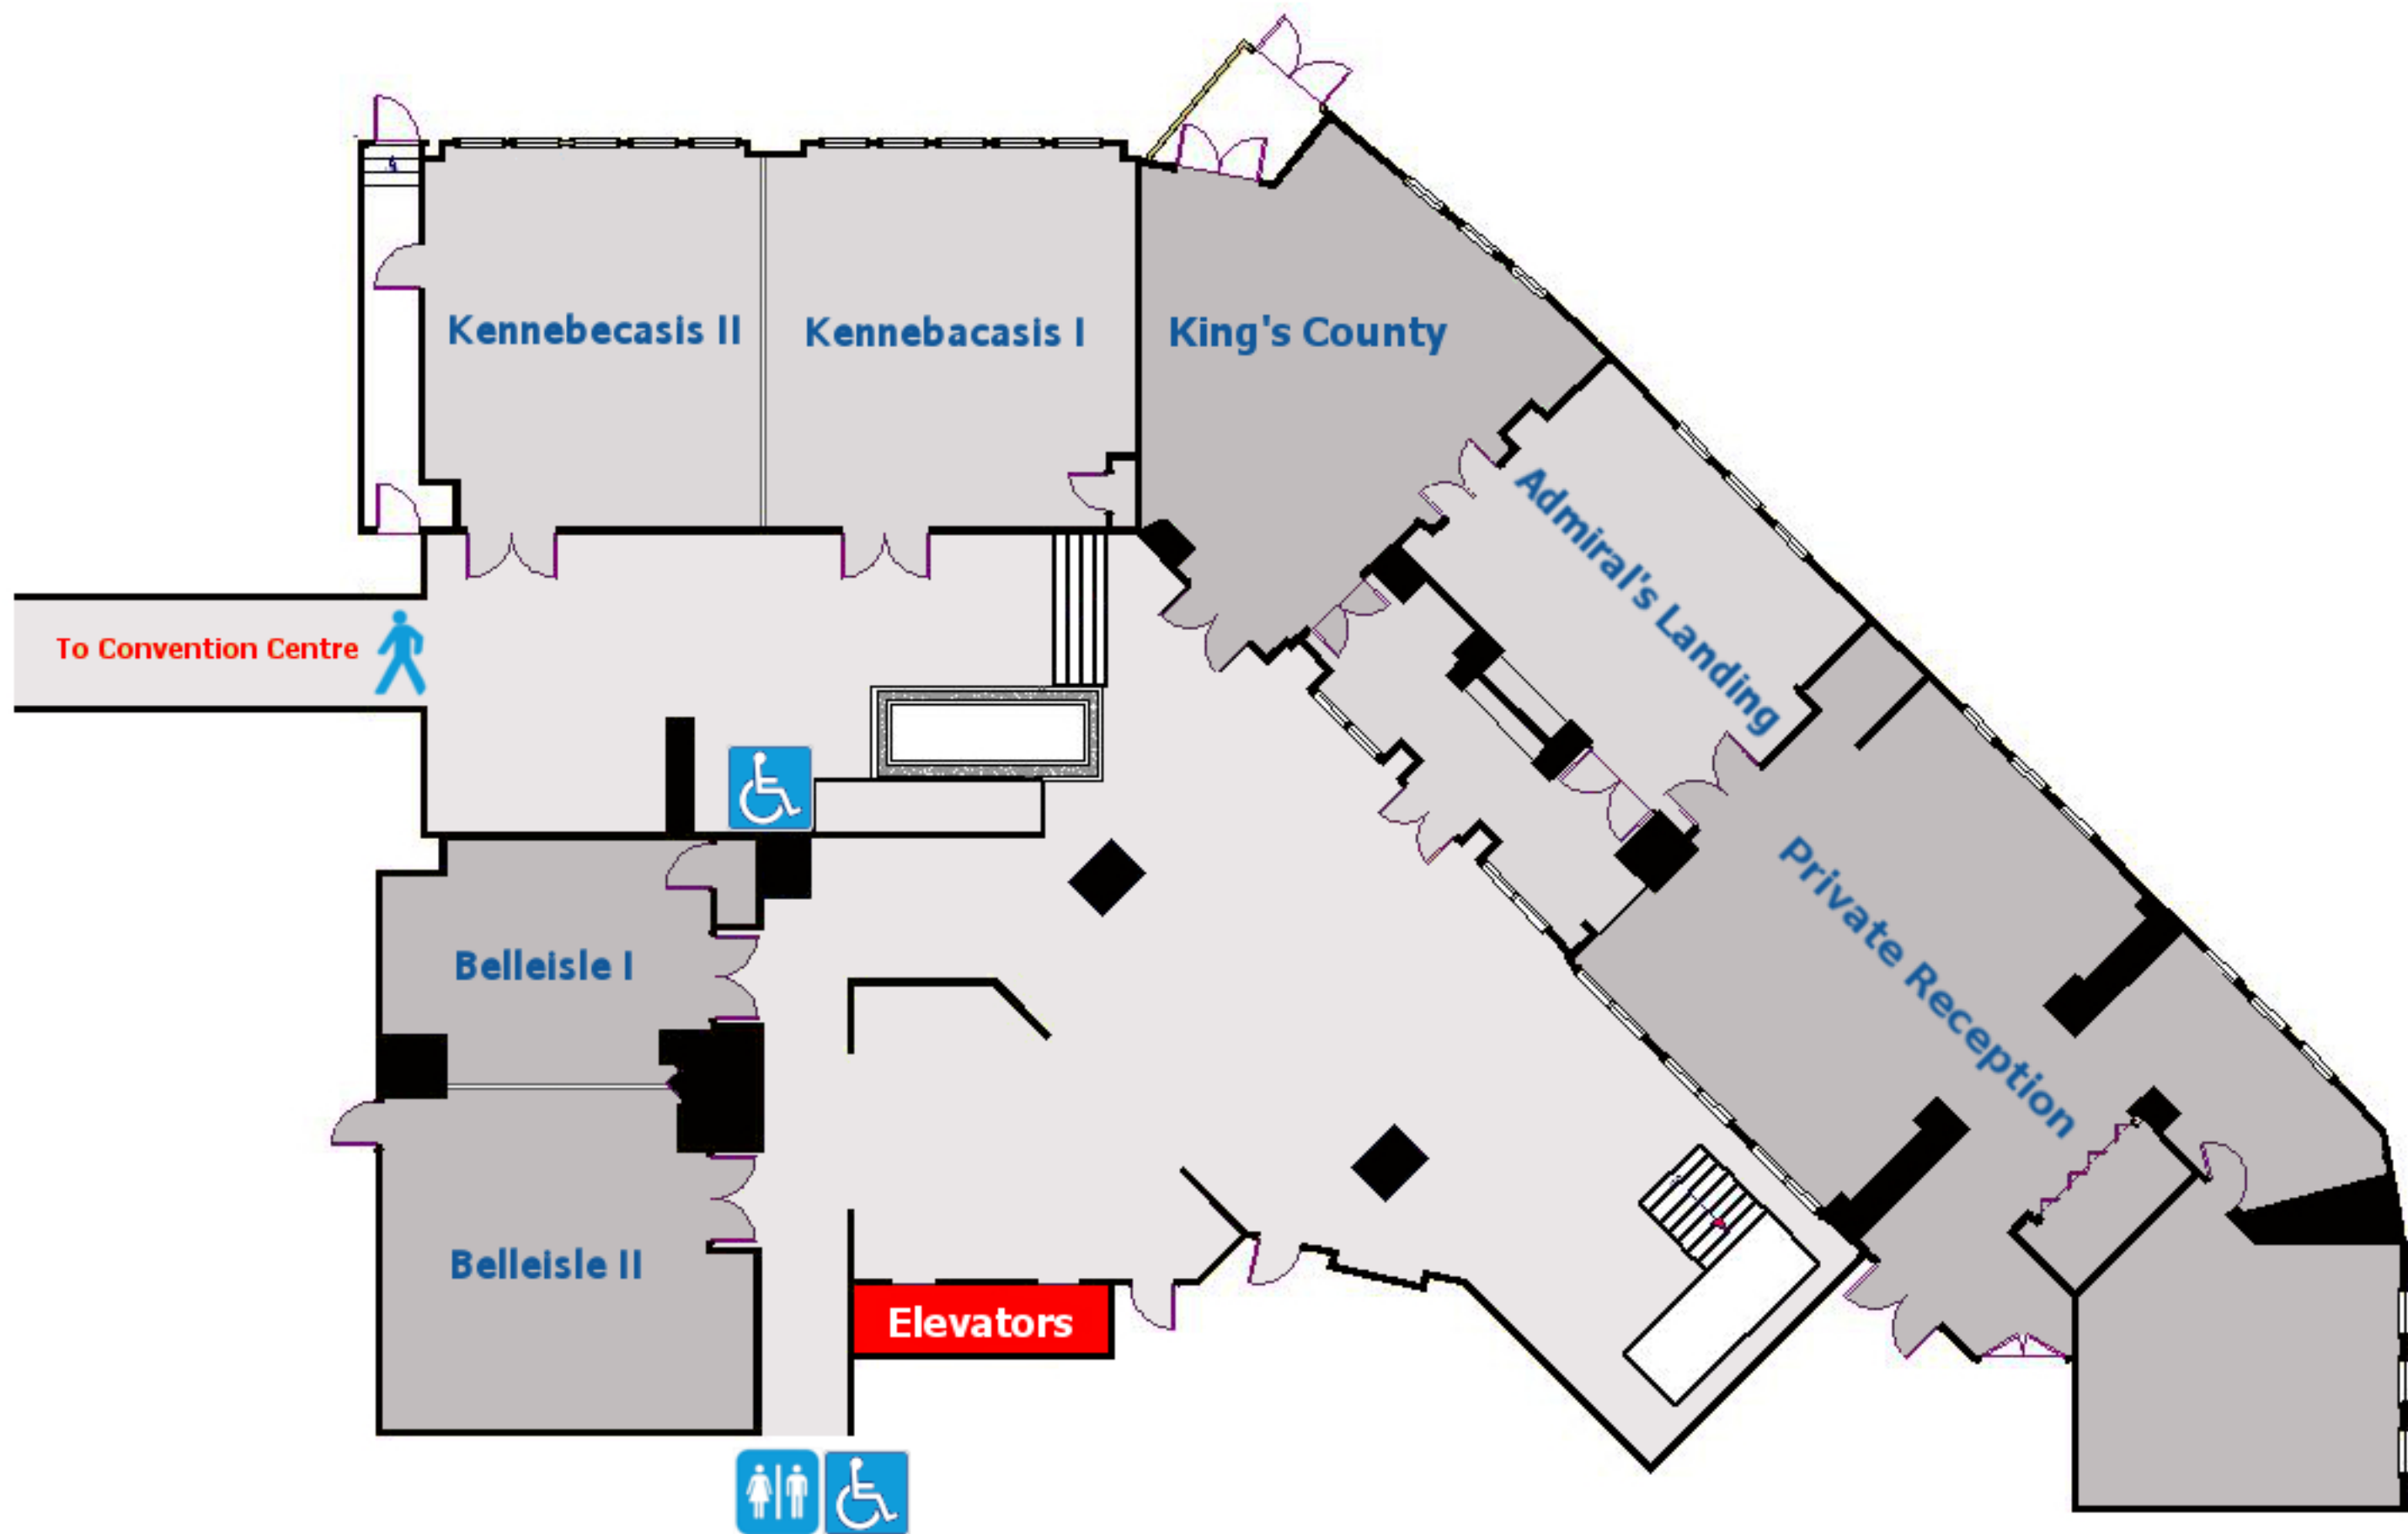 Kennebecasis II
Kennebacasis I
King's County
Admiral's Landing
To Convention Centre
Private Reception
Belleisle I
Belleisle II
Elevators